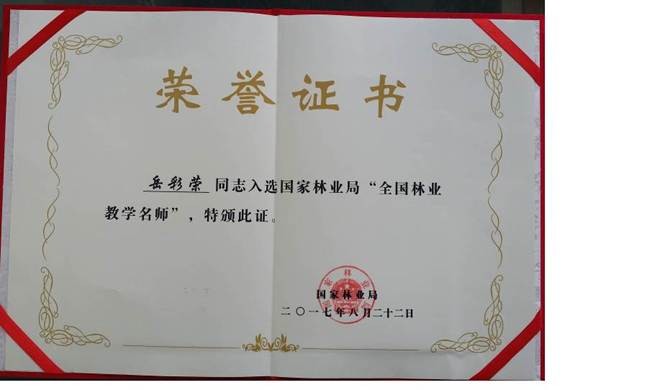 荣誉证书
岳彩荣 同志入选国家林业局“全国林业
教学名师”，特颁此证。
国家林业局
二〇一七年八月二十二日